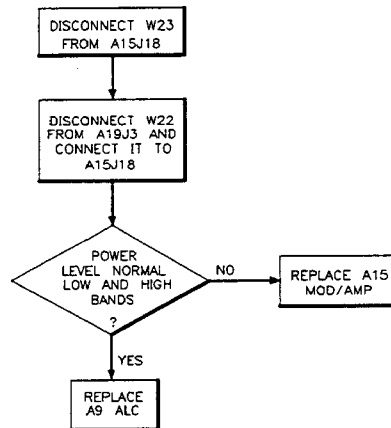 DISCONNECT W23
FROM A15J18
DISCONNECT W22
FROM A19J3 AND
CONNECT IT TO
A15J18
POWER
LEVEL NORMAL
LOW AND HIGH
BANDS
?
NO
REPLACE A15
MOD/AMP
YES
REPLACE
A9 ALC